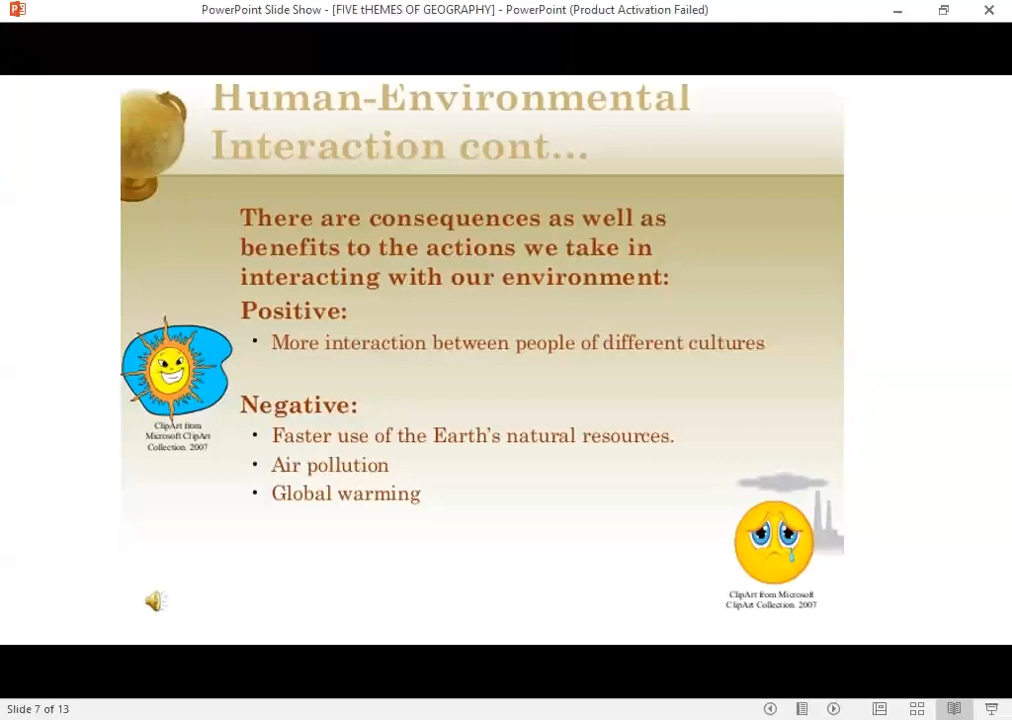 PowerPoint Slide Show - [FIVE tHEMES OF GEOGRAPHY] - PowerPoint (Product Activation Failed)
Human-Environmental
Interaction cont...
There are consequences as well as
benefits to the actions we take in
interacting with our environment:
Positive:
• More interaction between people of different cultures
ClipArt from
Microsoft ClipArt
Collection. 2007
Negative:
• Faster use of the Earth's natural resources.
• Air pollution
• Global warming
ClipArt from Microsoft
ClipArt Collection. 2007
Slide 7 of 13